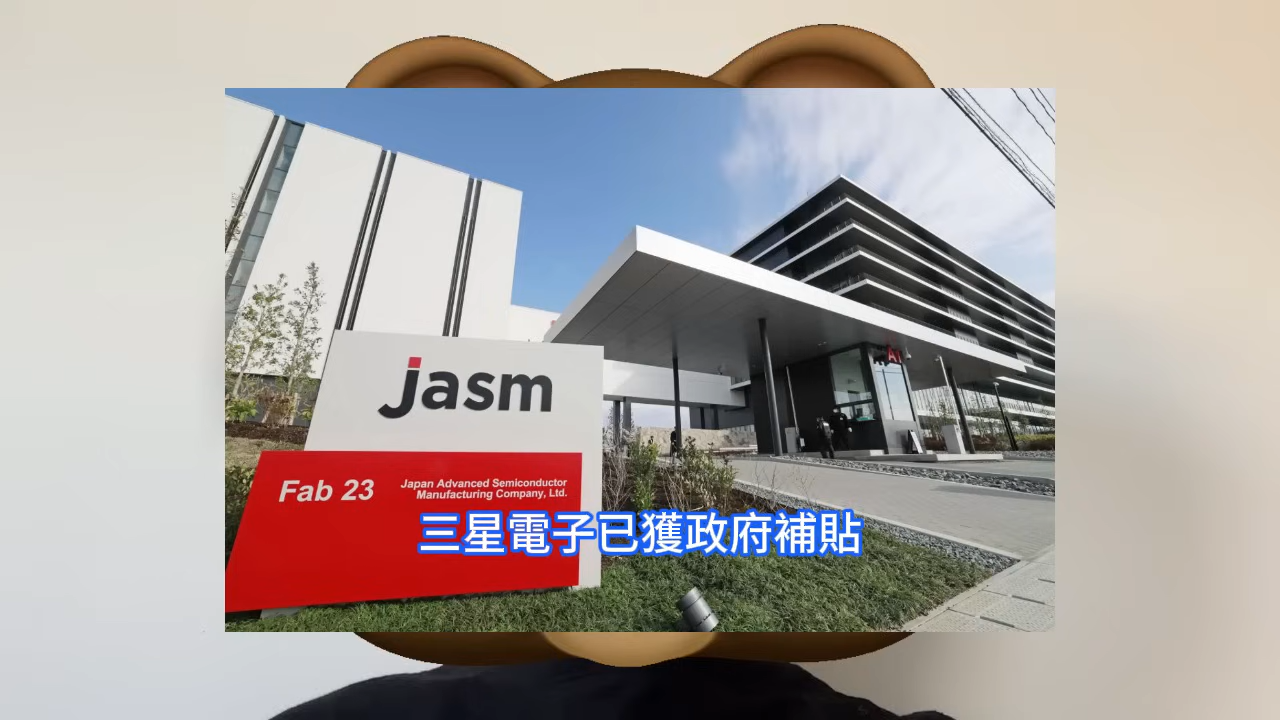 jasm
Fab 23
Japan Advanced Semiconductor
Manufacturing Company, Ltd.
三星電子已獲政府補貼